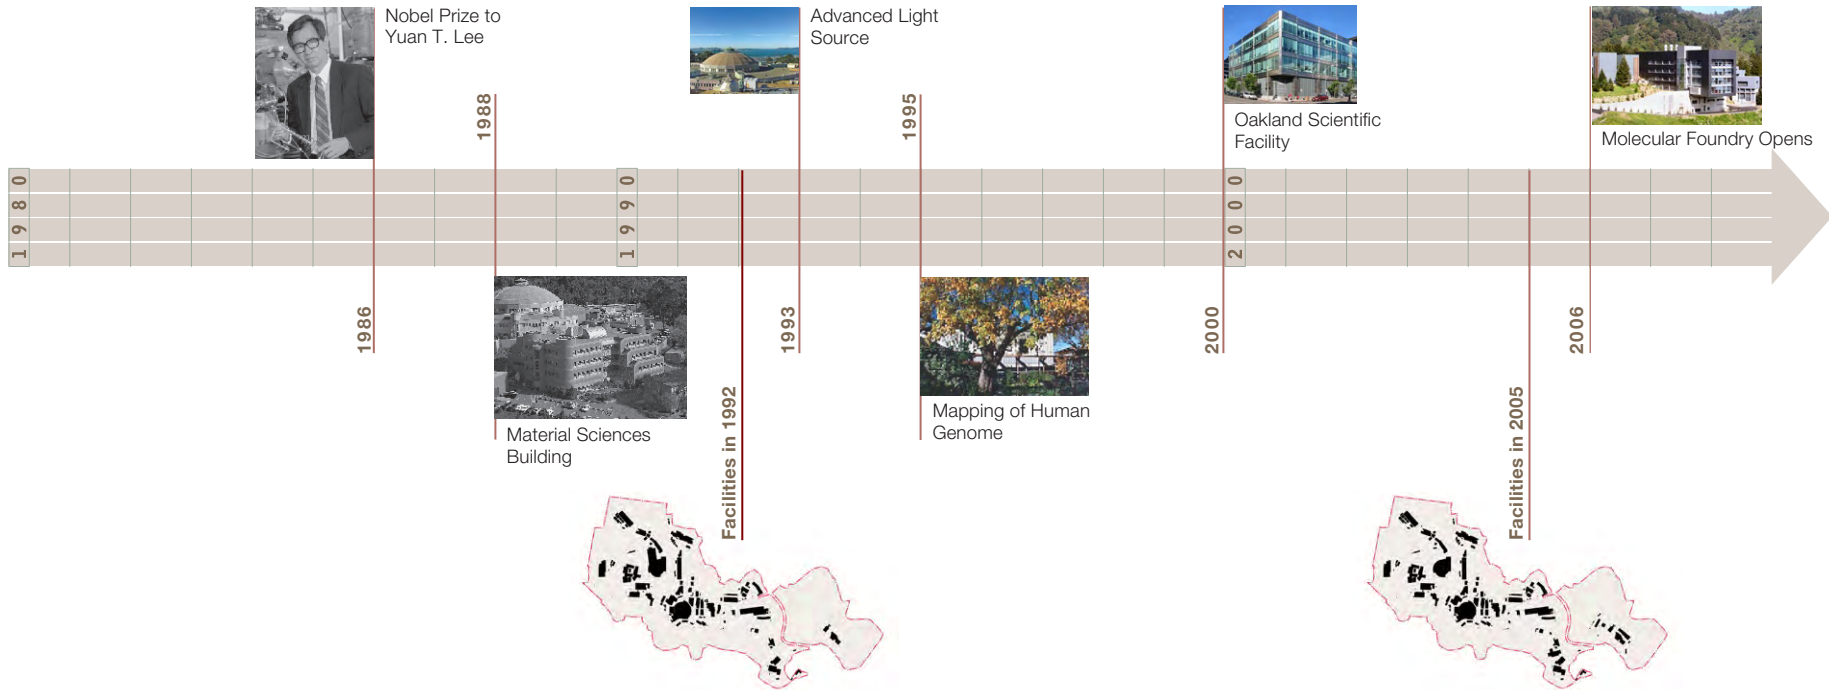 Nobel Prize to
Yuan T. Lee
Advanced Light
Source
1988
1995
Oakland Scientific
Facility
Molecular Foundry Opens
1980
1990
2000
1986
1993
2000
2006
Material Sciences
Building
Facilities in 1992
Mapping of Human
Genome
Facilities in 2005